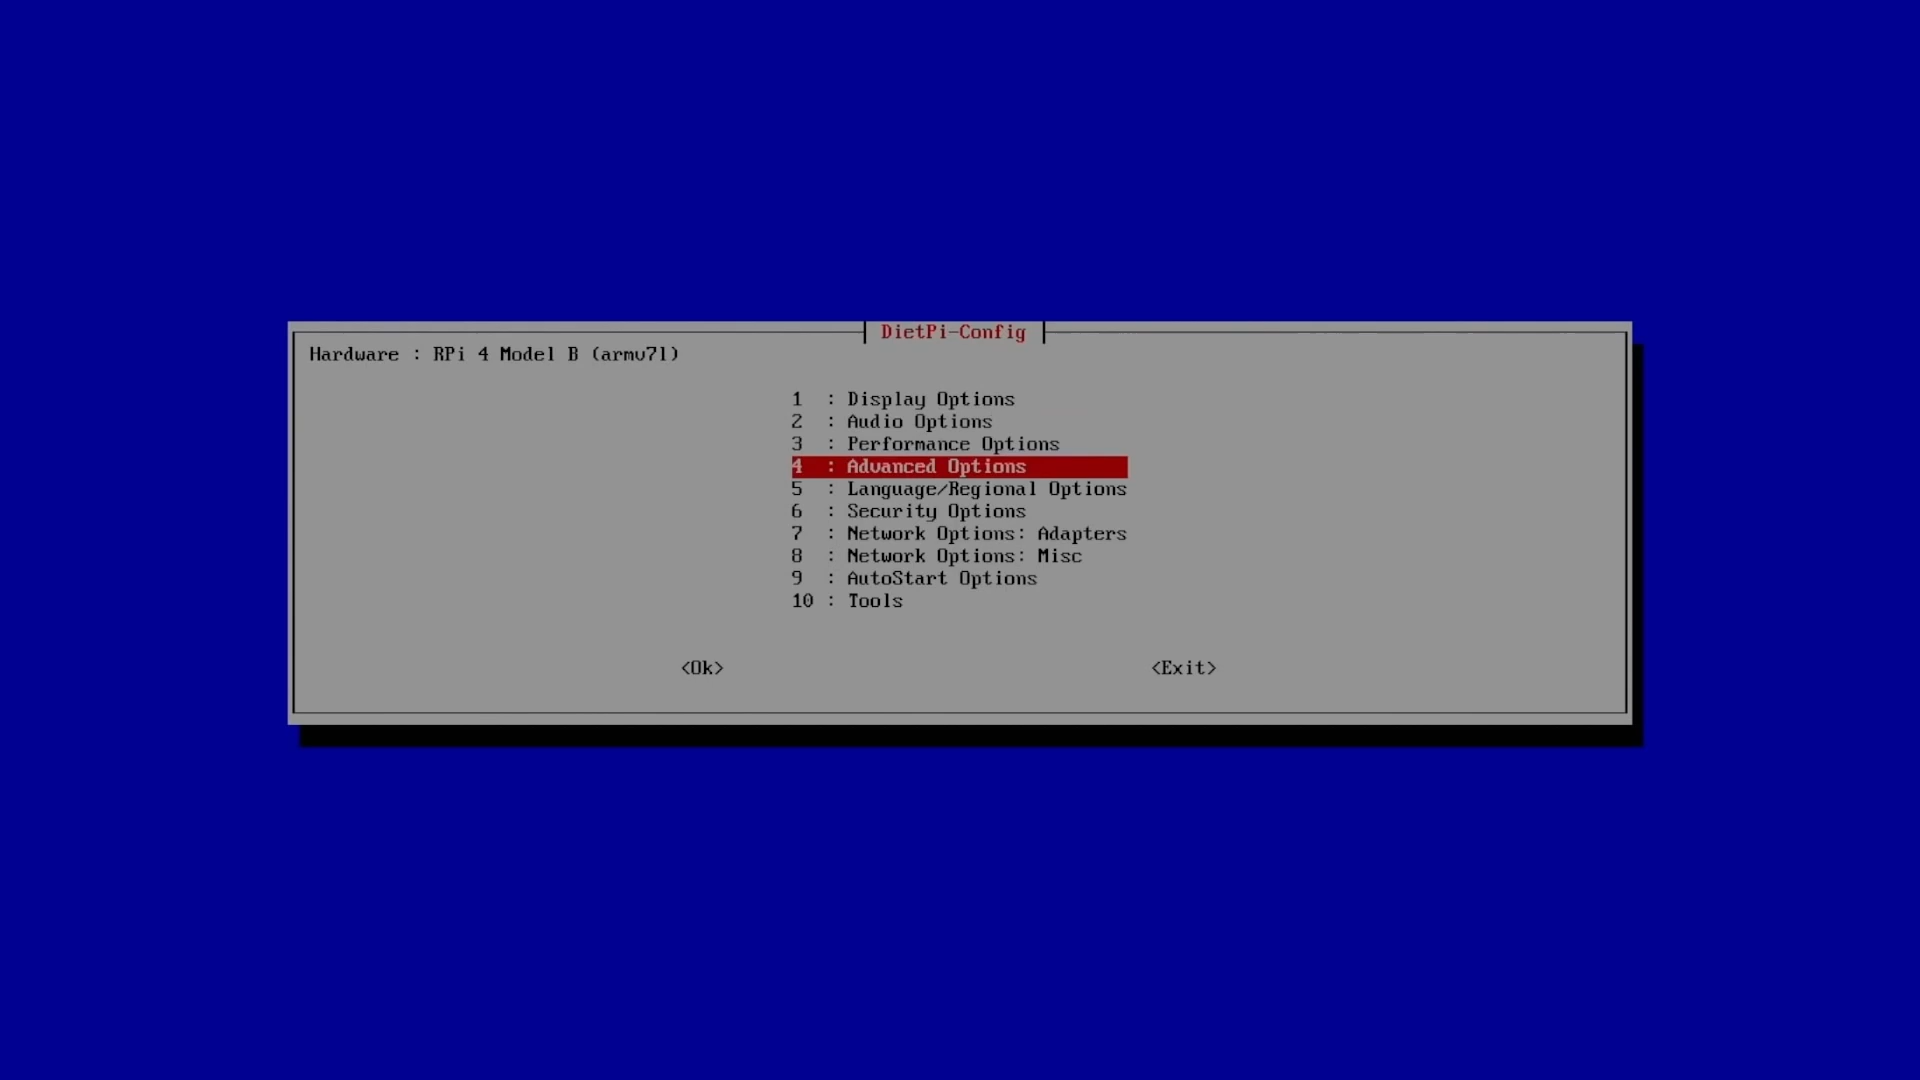 DietPi-Config
Hardware : RPi 4 Model B (armv7l)
1 : Display Options
2 : Audio Options
3 : Performance Options
4 : Advanced Options
5 : Language/Regional Options
6 : Security Options
7 : Network Options: Adapters
8 : Network Options: Misc
9 : AutoStart Options
10 : Tools
<Ok> <Exit>